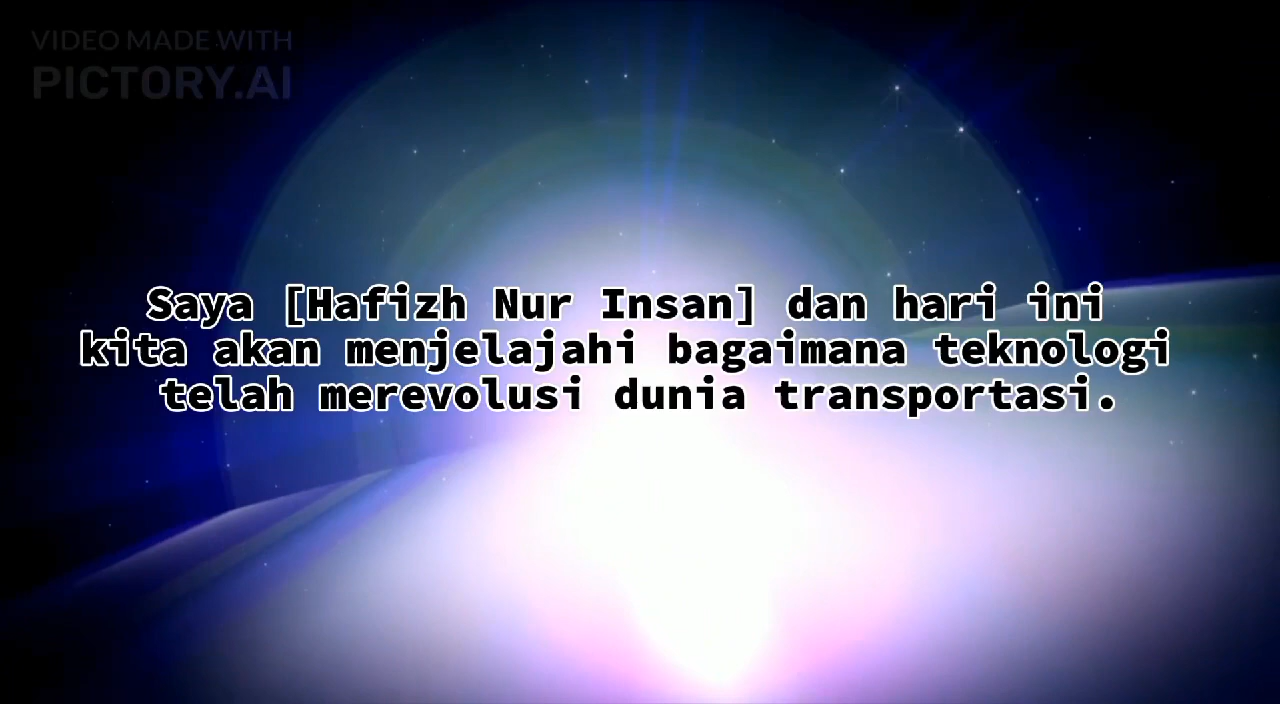 VIDEO MADE WITH
PICTORY.AI
Saya [Hafizh Nur Insan] dan hari ini
kita akan menjelajahi bagaimana teknologi
telah merevolusi dunia transportasi.